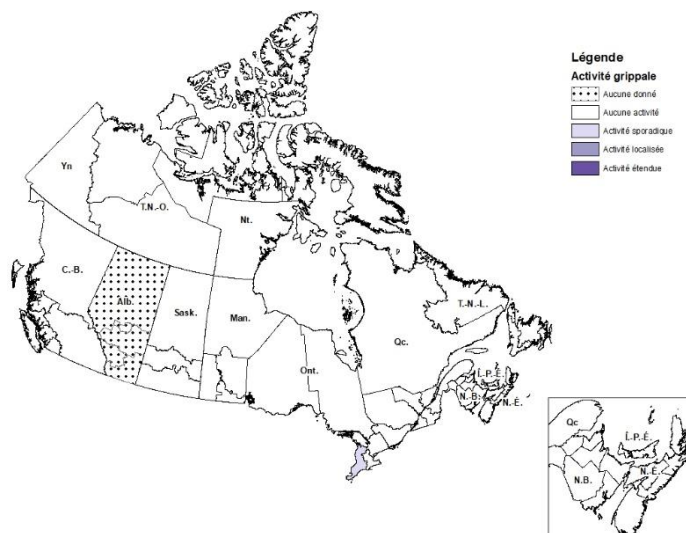 Légende
Activité grippale
Aucune donné
Aucune activité
Activité sporadique
Activité localisée
Activité étendue
Yn
T.N.-O.
Nt.
C.-B.
Alb.
Sask.
Man.
Ont.
Qc.
T.-N.-L.
Î.-P.-É.
N.-B.
N.-É.
Qc
Î.-P.-É.
N.-É.
N.B.